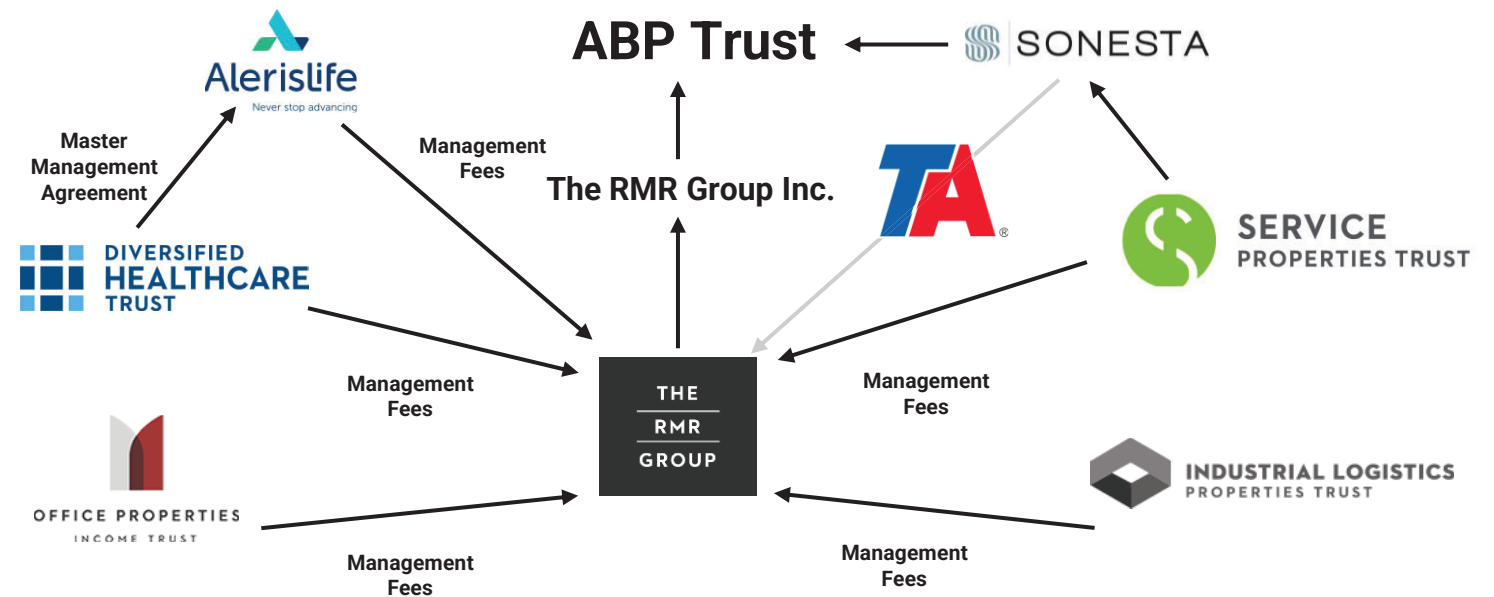 Alerislife
Never stop advancing
ABP Trust
SONESTA
Master
Management
Agreement
Management
Fees
The RMR Group Inc.
TA®
DIVERSIFIED
HEALTHCARE
TRUST
SERVICE
PROPERTIES TRUST
Management
Fees
THE
RMR
GROUP
Management
Fees
OFFICE PROPERTIES
INCOME TRUST
INDUSTRIAL LOGISTICS
PROPERTIES TRUST
Management
Fees
Management
Fees